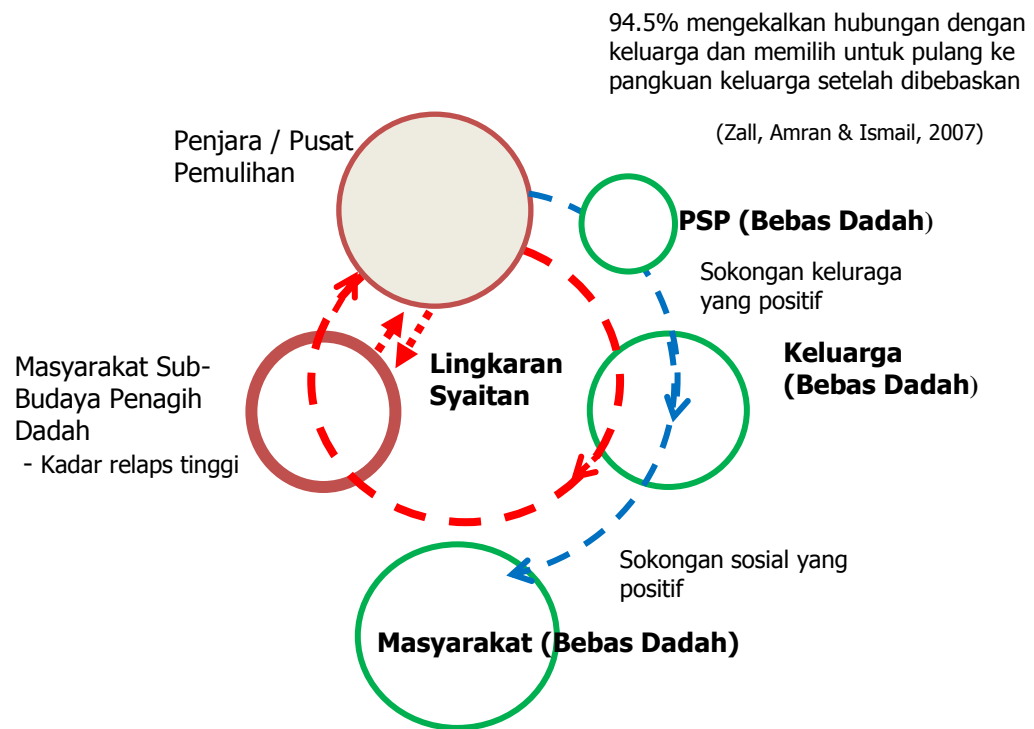 94.5% mengekalkan hubungan dengan
keluarga dan memilih untuk pulang ke
pangkuan keluarga setelah dibebaskan
(Zall, Amran & Ismail, 2007)
Penjara / Pusat
Pemulihan
PSP (Bebas Dadah)
Sokongan keluraga
yang positif
Keluarga
(Bebas Dadah)
Lingkaran
Syaitan
Masyarakat Sub-
Budaya Penagih
Dadah
- Kadar relaps tinggi
Sokongan sosial yang
positif
Masyarakat (Bebas Dadah)